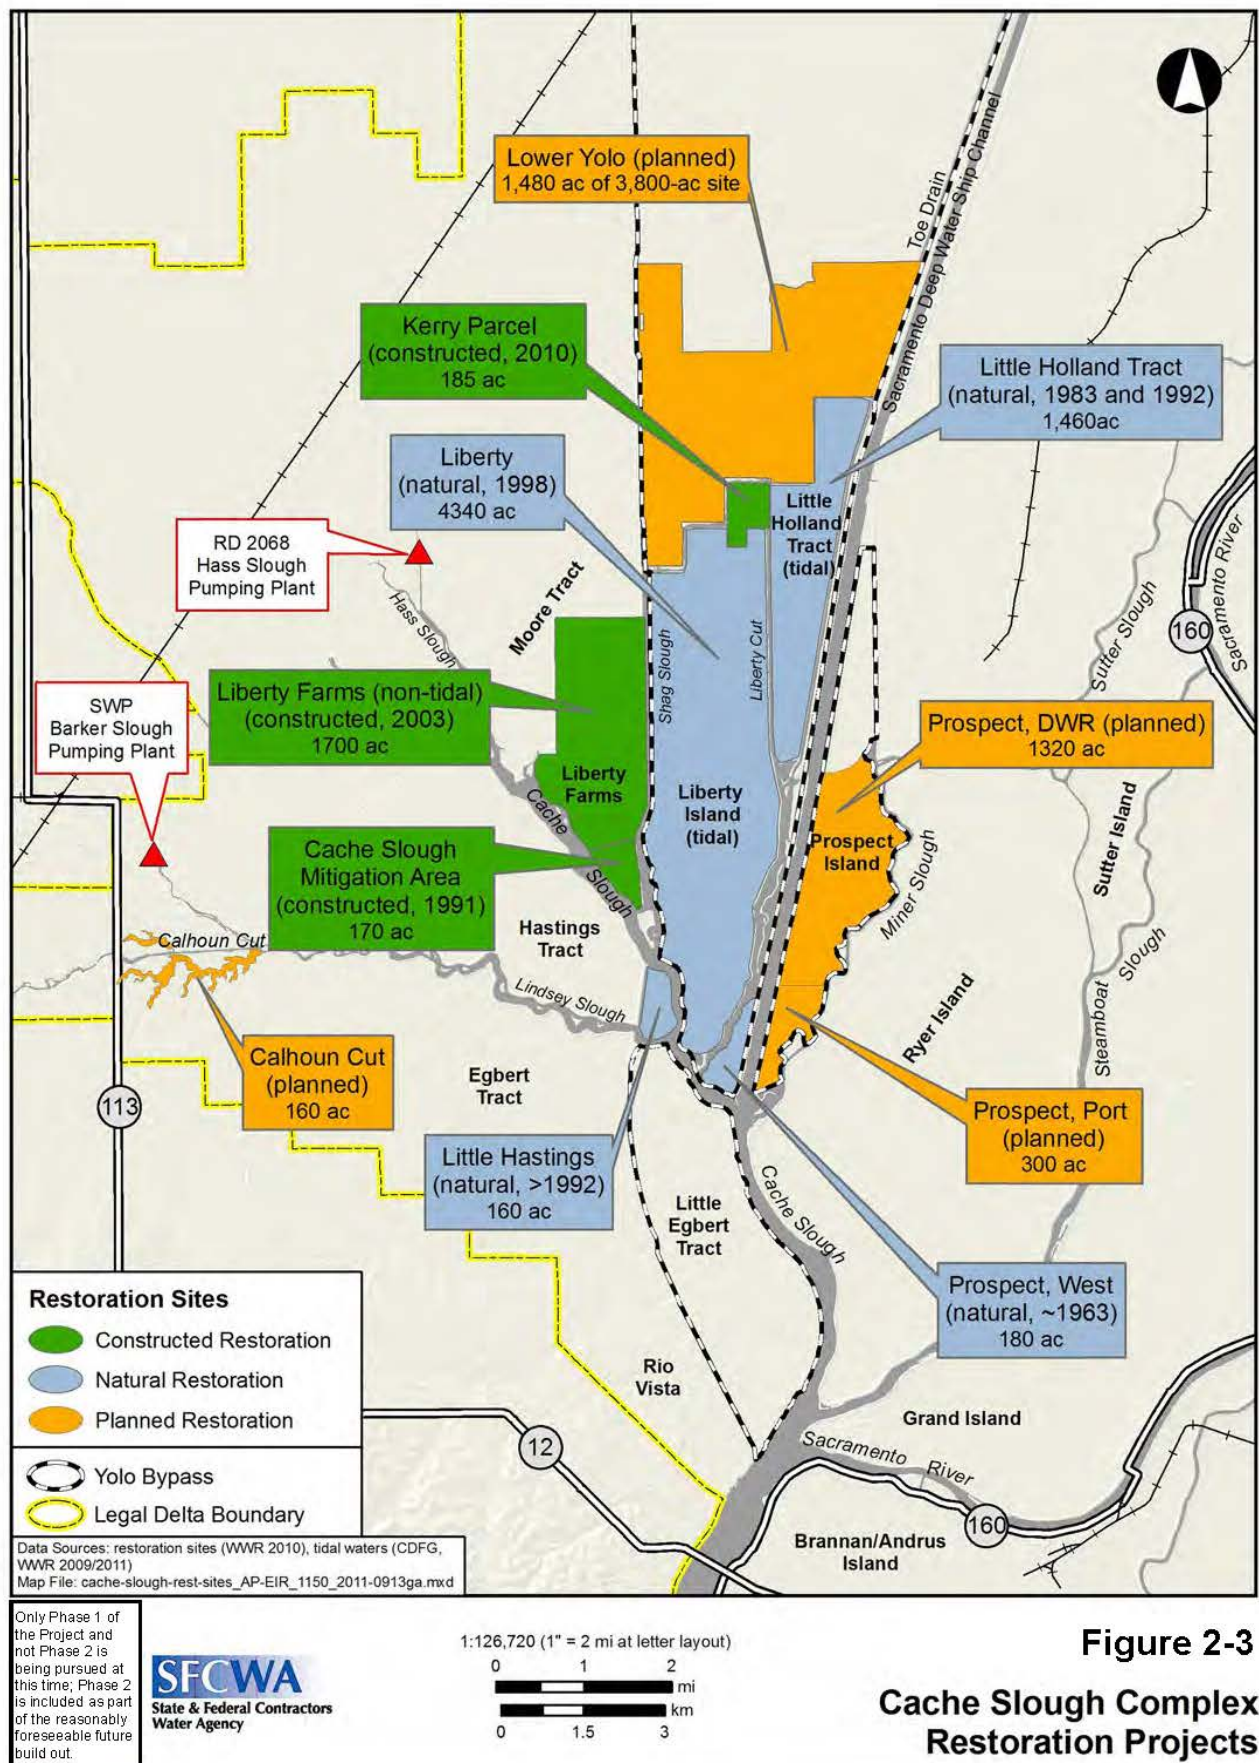 Lower Yolo (planned)
1,480 ac of 3,800-ac site
Toe Drain
Sacramento Deep Water Ship Channel
Kerry Parcel
(constructed, 2010)
185 ac
Little Holland Tract
(natural, 1983 and 1992)
1,460ac
Liberty
(natural, 1998)
4340 ac
Little
Holland
Tract
(tidal)
RD 2068
Hass Slough
Pumping Plant
Hass Slough
Moore Tract
Shag Slough
Liberty Cut
Sutter Slough
160
Sacramento River
SWP
Barker Slough
Pumping Plant
Liberty Farms (non-tidal)
(constructed, 2003)
1700 ac
Prospect, DWR (planned)
1320 ac
Liberty
Farms
Liberty
Island
(tidal)
Prospect
Island
Cache Slough
Miner Slough
Sutter Island
Cache Slough
Mitigation Area
(constructed, 1991)
170 ac
Hastings
Tract
Calhoun Cut
Lindsey Slough
Ryer Island
Steamboat Slough
Calhoun Cut
(planned)
160 ac
113
Egbert
Tract
Prospect, Port
(planned)
300 ac
Little Hastings
(natural, >1992)
160 ac
Little
Egbert
Tract
Cache Slough
Prospect, West
(natural, ~1963)
180 ac
Rio
Vista
Grand Island
12
Sacramento River
160
Brannan/Andrus
Island
Restoration Sites
Constructed Restoration
Natural Restoration
Planned Restoration
Yolo Bypass
Legal Delta Boundary
Data Sources: restoration sites (WWR 2010), tidal waters (CDFG,
WWR 2009/2011)
Map File: cache-slough-rest-sites_AP-EIR_1150_2011-0913ga.mxd
Only Phase 1 of
the Project and
not Phase 2 is
being pursued at
this time; Phase 2
is included as part
of the reasonably
foreseeable future
build out.
SFCWA
State & Federal Contractors
Water Agency
1:126,720 (1" = 2 mi at letter layout)
0 1 2
mi
km
0 1.5 3
Figure 2-3
Cache Slough Complex
Restoration Projects